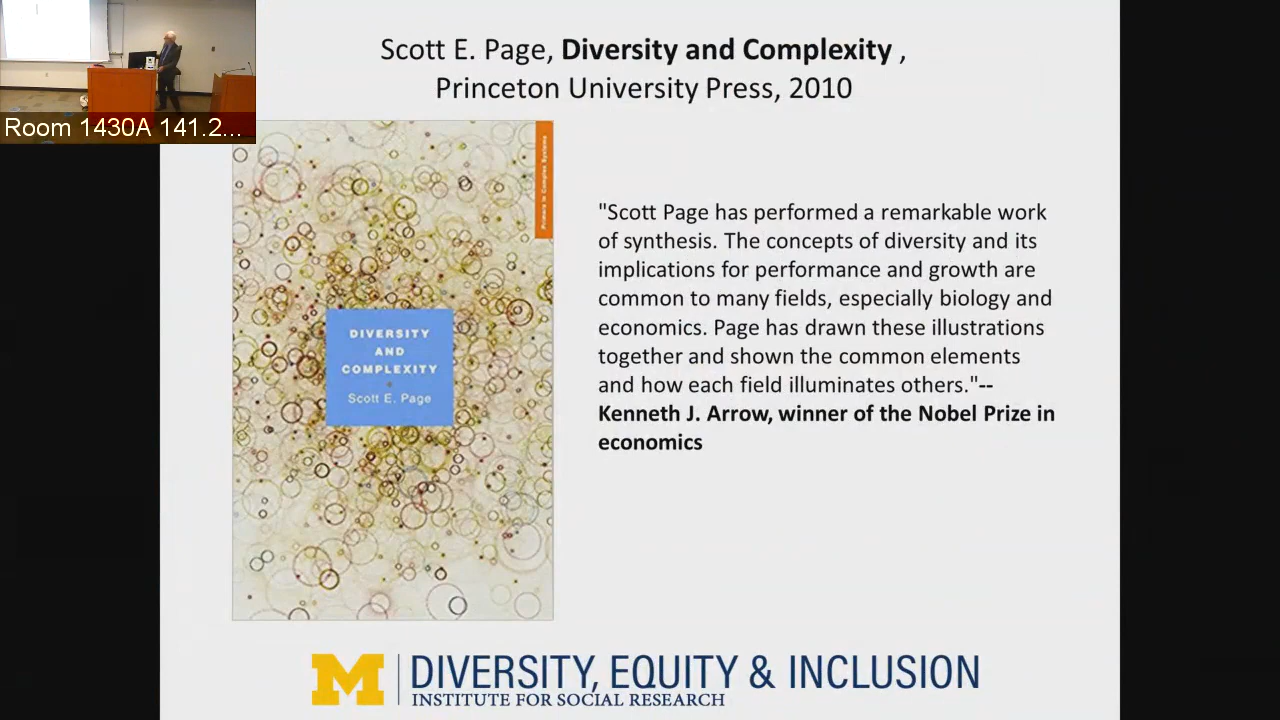 Scott E. Page, Diversity and Complexity ,
Princeton University Press, 2010
Room 1430A 141.2...
Primers in Complex Systems
DIVERSITY
AND
COMPLEXITY
Scott E. Page
"Scott Page has performed a remarkable work
of synthesis. The concepts of diversity and its
implications for performance and growth are
common to many fields, especially biology and
economics. Page has drawn these illustrations
together and shown the common elements
and how each field illuminates others."--
Kenneth J. Arrow, winner of the Nobel Prize in
economics
M DIVERSITY, EQUITY & INCLUSION
INSTITUTE FOR SOCIAL RESEARCH